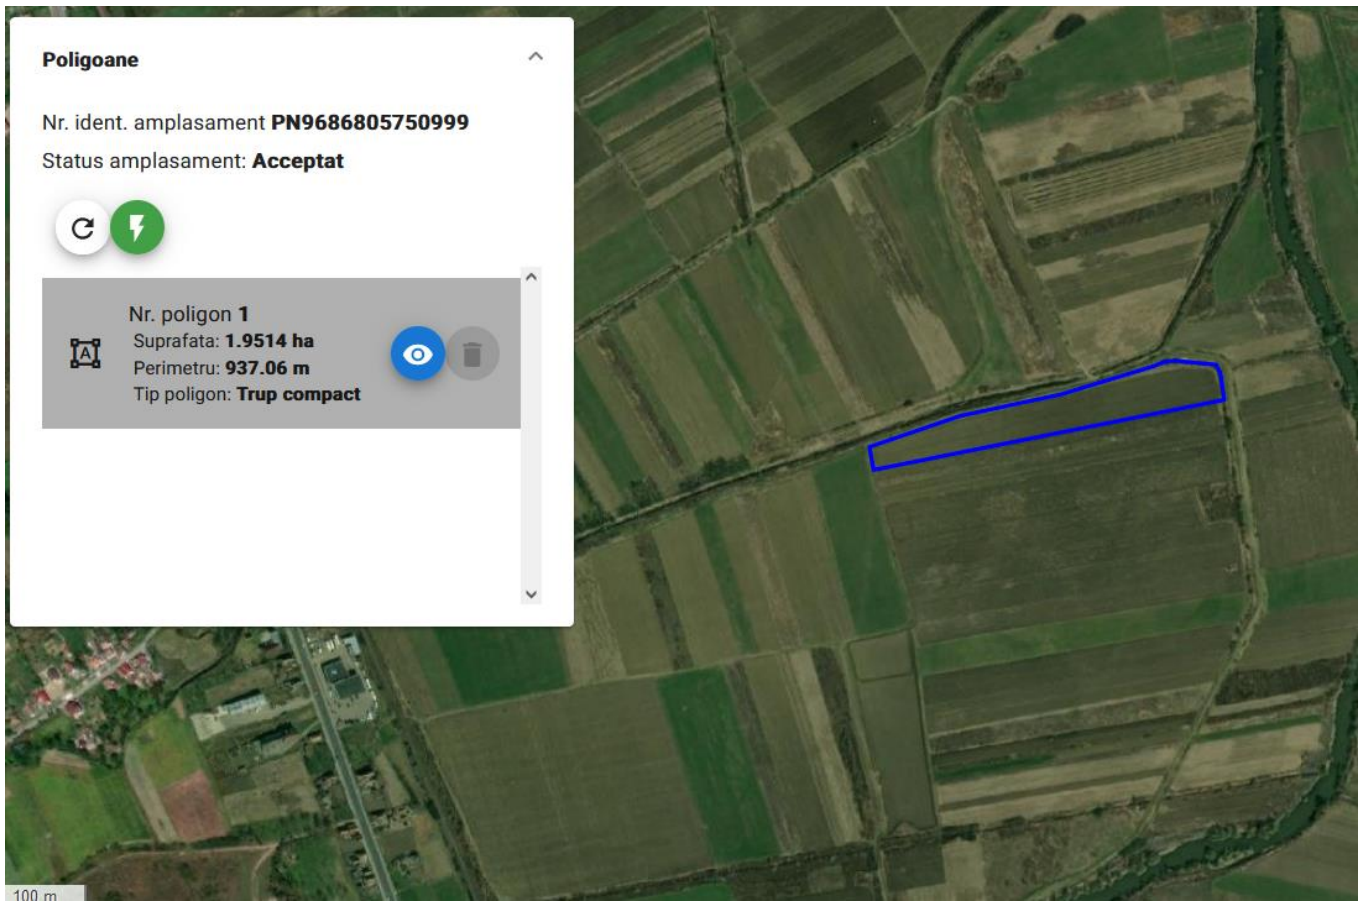 Poligoane
Nr. ident. amplasament PN9686805750999
Status amplasament: Acceptat
Nr. poligon 1
Suprafata: 1.9514 ha
Perimetru: 937.06 m
Tip poligon: Trup compact
A
100 m